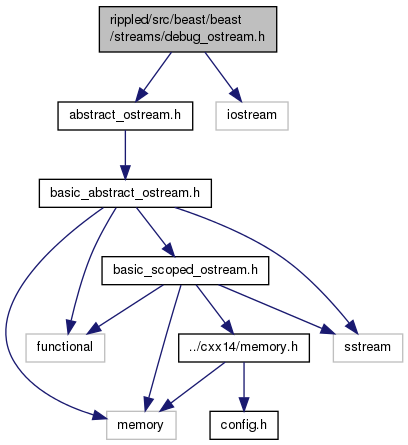 rippled/src/beast/beast
/streams/debug_ostream.h
abstract_ostream.h
iostream
basic_abstract_ostream.h
basic_scoped_ostream.h
functional
../cxx14/memory.h
sstream
memory
config.h